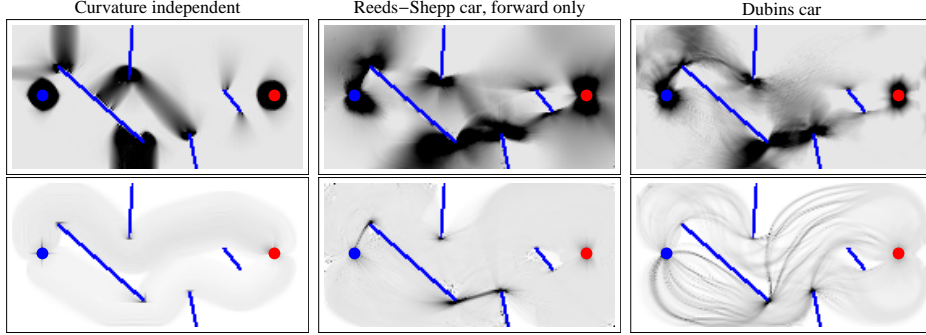 Curvature independent
Reeds−Shepp car, forward only
Dubins car